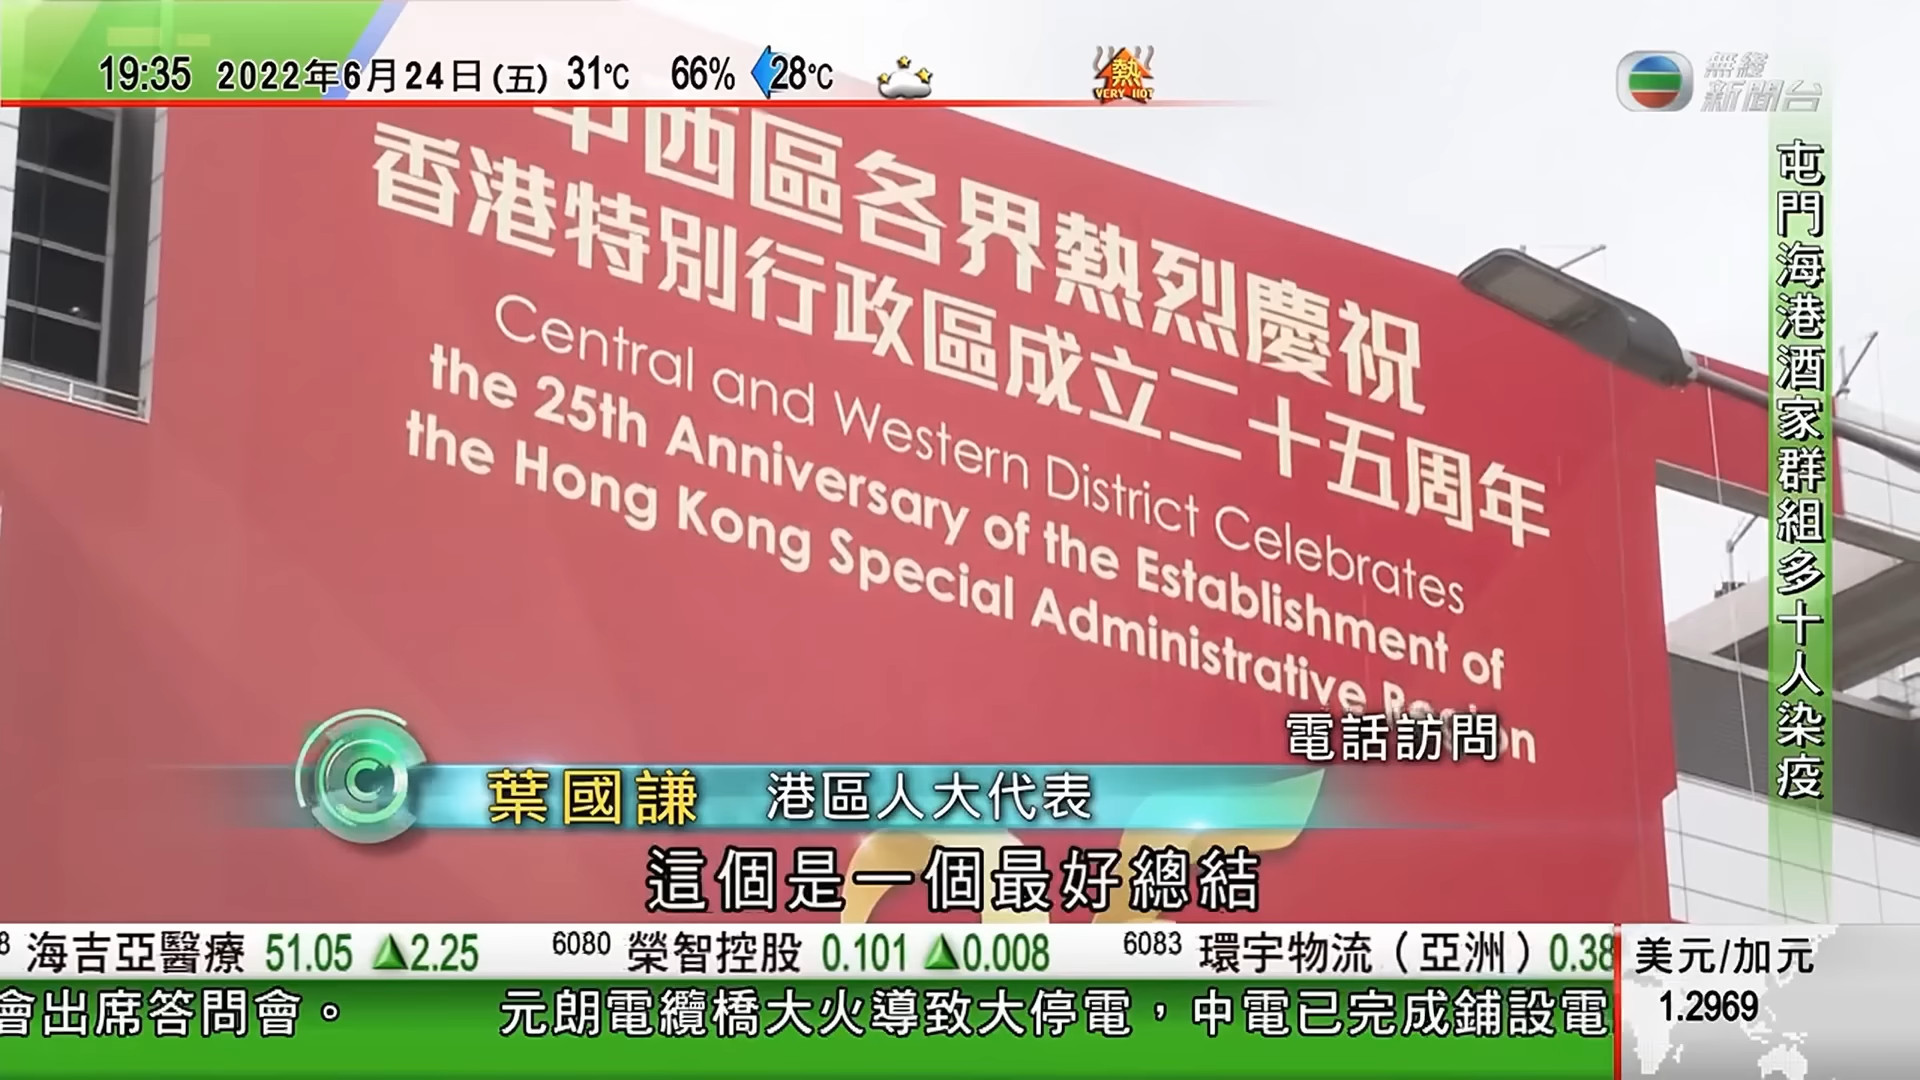 19:35 2022年6月24日(五) 31℃ 66% 28℃
熱
VERY HOT
無綫
新聞台
中西區各界熱烈慶祝
香港特別行政區成立二十五周年
Central and Western District Celebrates
the 25th Anniversary of the Establishment of
the Hong Kong Special Administrative Region
屯門海港酒家群組多十人染疫
電話訪問
葉國謙 港區人大代表
這個是一個最好總結
8 海吉亞醫療 51.05 ▲2.25 6080 榮智控股 0.101 ▲0.008 6083 環宇物流(亞洲) 0.38
會出席答問會。 元朗電纜橋大火導致大停電，中電已完成鋪設電
美元/加元
1.2969